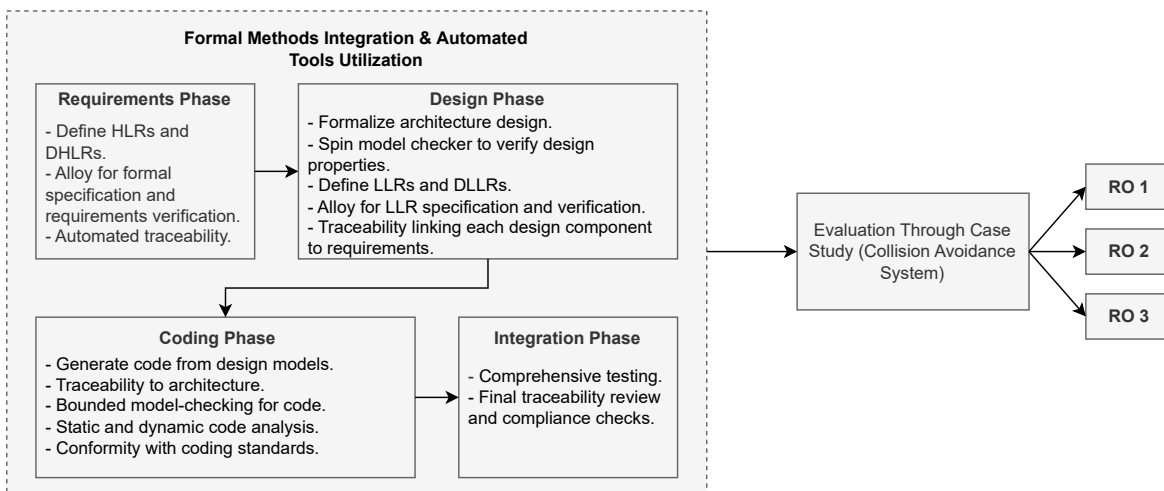 Formal Methods Integration & Automated
Tools Utilization
Requirements Phase
- Define HLRs and
DHLRs.
- Alloy for formal
specification and
requirements verification.
- Automated traceability.
Design Phase
- Formalize architecture design.
- Spin model checker to verify design
properties.
- Define LLRs and DLLRs.
- Alloy for LLR specification and verification.
- Traceability linking each design component
to requirements.
Coding Phase
- Generate code from design models.
- Traceability to architecture.
- Bounded model-checking for code.
- Static and dynamic code analysis.
- Conformity with coding standards.
Integration Phase
- Comprehensive testing.
- Final traceability review
and compliance checks.
Evaluation Through Case
Study (Collision Avoidance
System)
RO 1
RO 2
RO 3